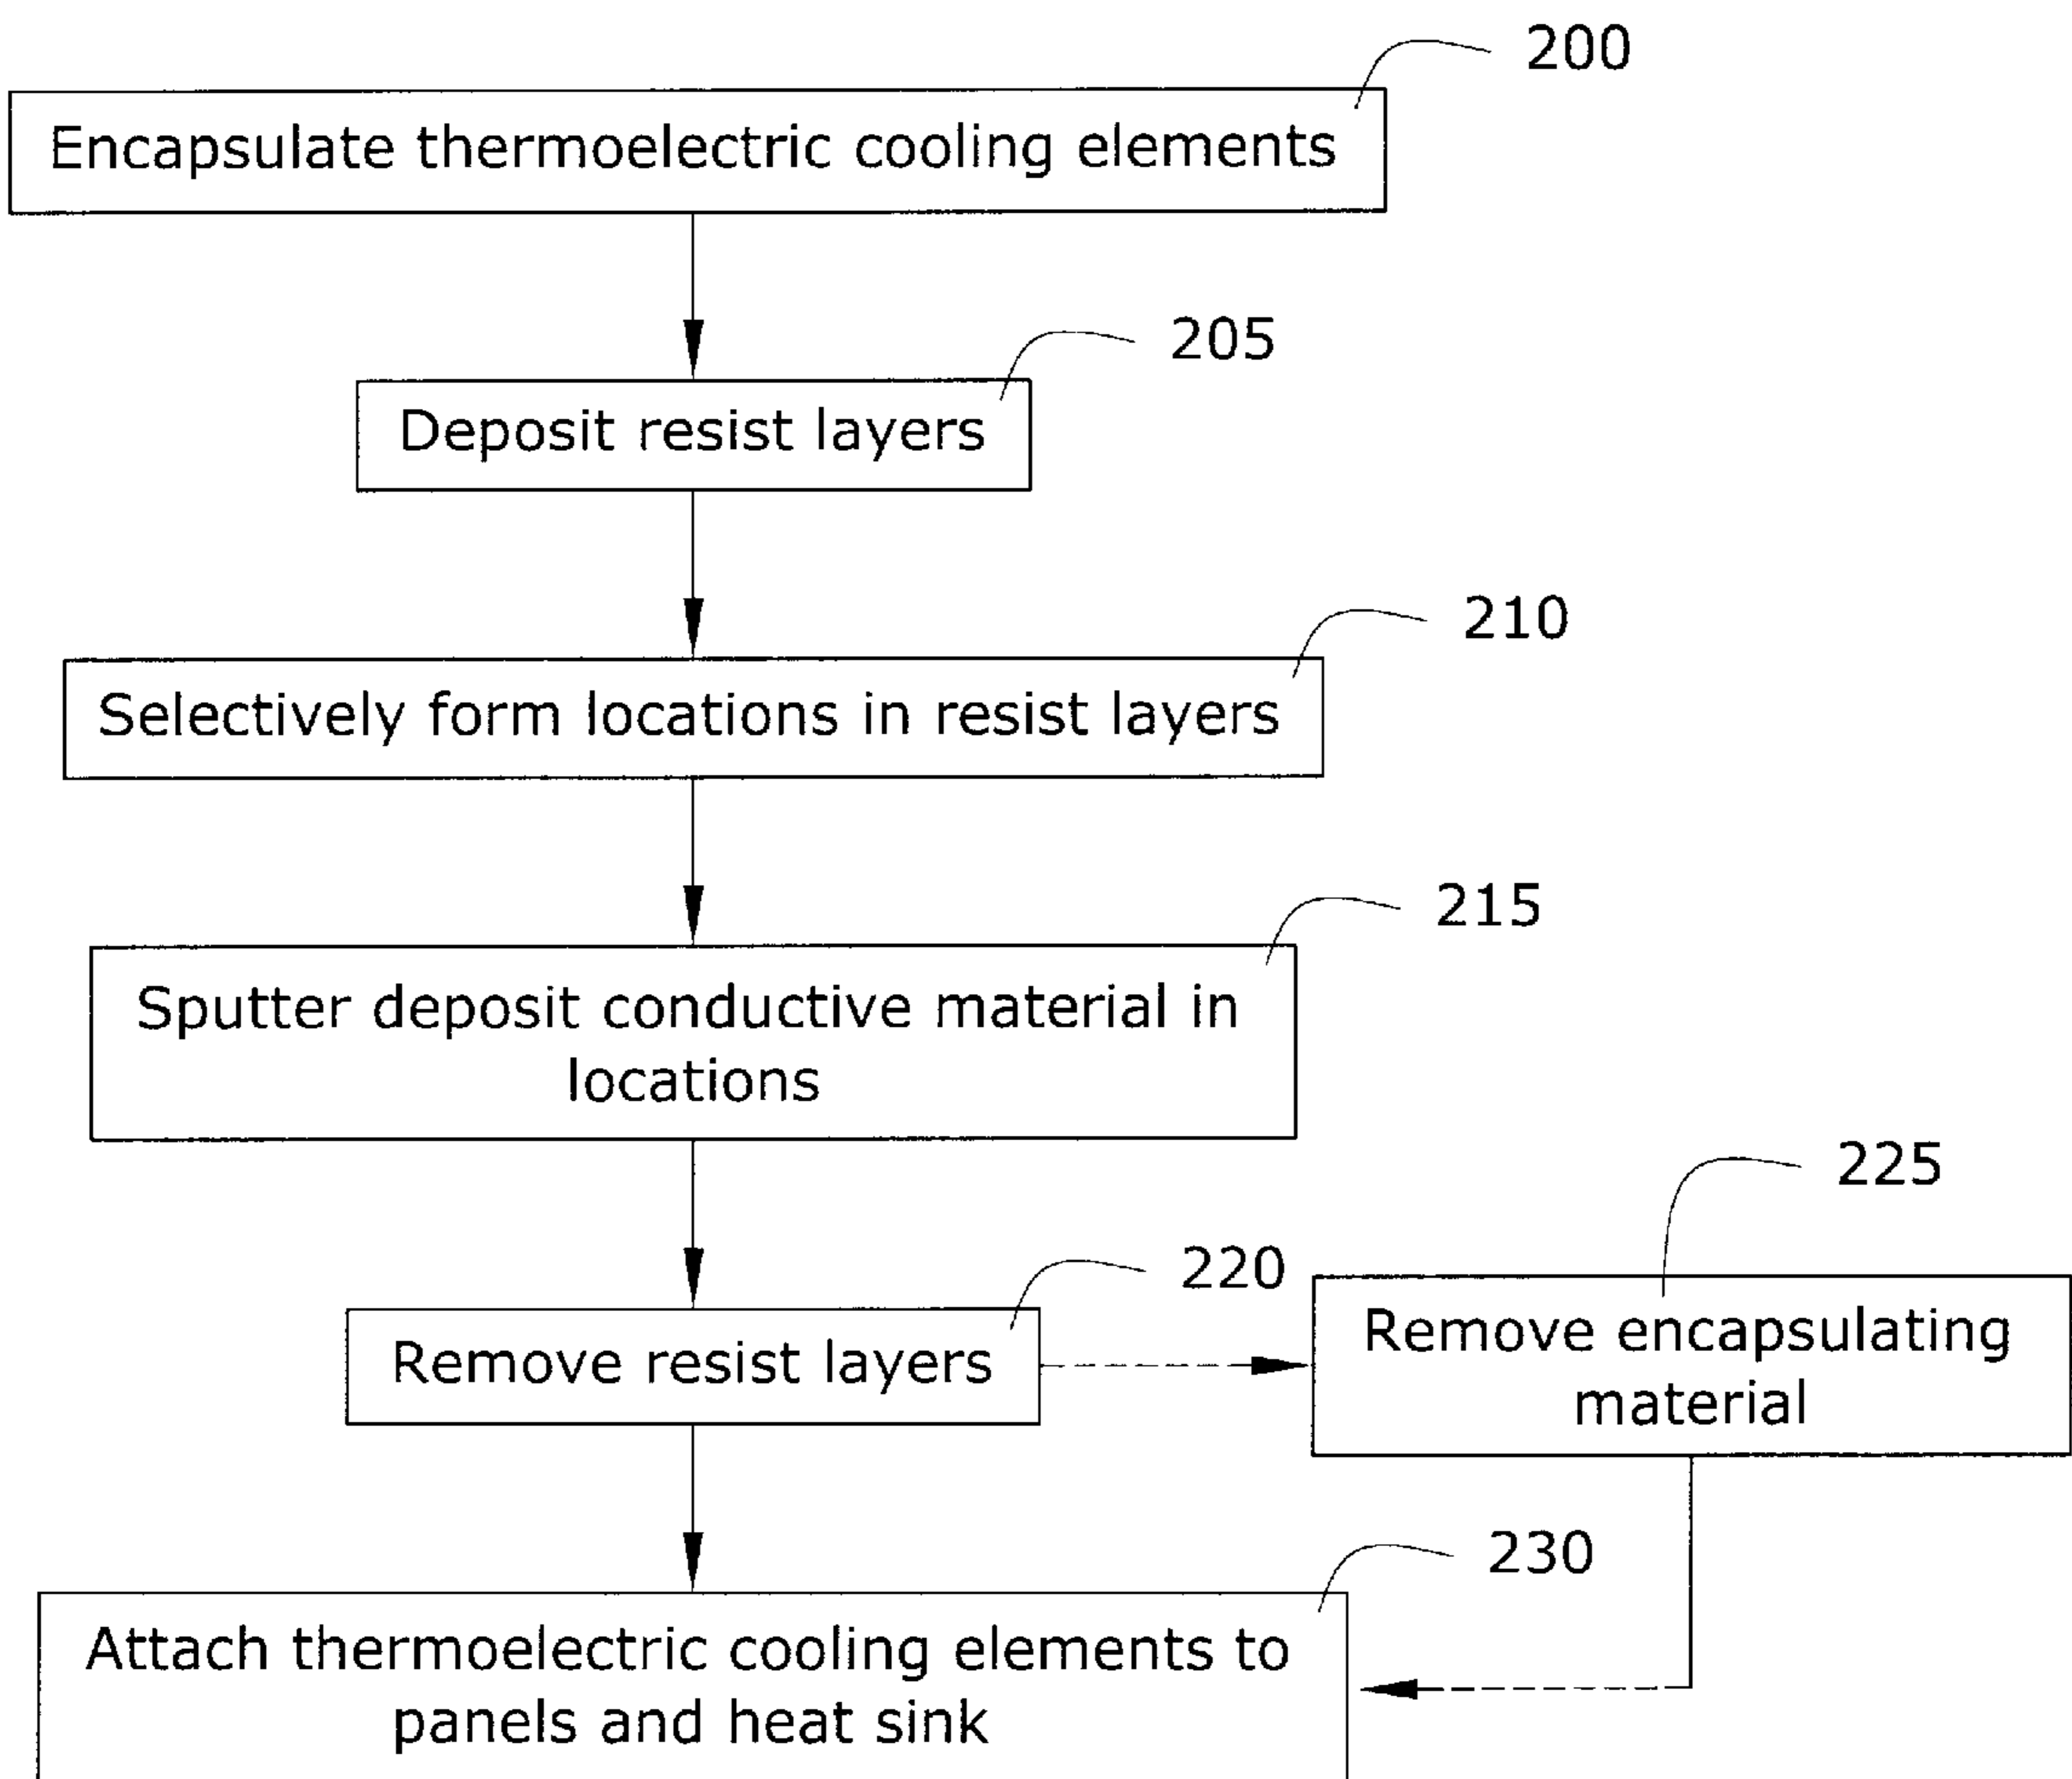 200
Encapsulate thermoelectric cooling elements
205
Deposit resist layers
210
Selectively form locations in resist layers
215
Sputter deposit conductive material in
locations
220
Remove resist layers
225
Remove encapsulating
material
230
Attach thermoelectric cooling elements to
panels and heat sink